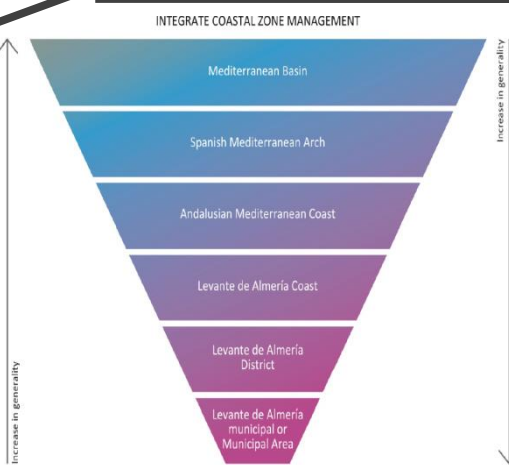 INTEGRATE COASTAL ZONE MANAGEMENT
Mediterranean Basin
Increase in generality
Spanish Mediterranean Arch
Andalusian Mediterranean Coast
Levante de Almería Coast
Levante de Almería
District
Increase in generality
Levante de Almería
municipal or
Municipal Area